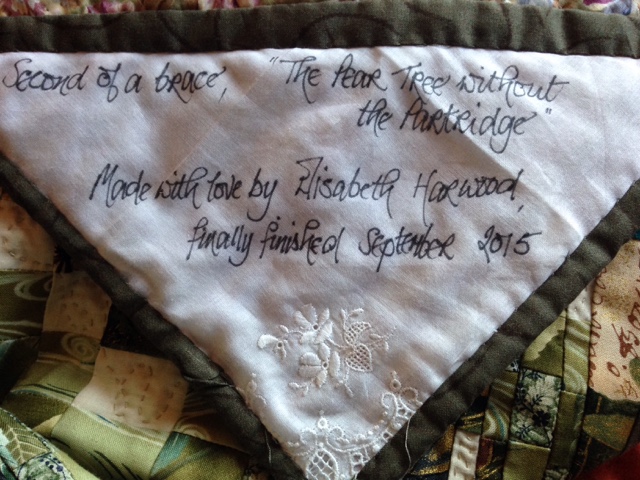 Second of a brace, "The Pear Tree without
the Partridge"
Made with love by Elisabeth Harwood,
finally finished September 2015